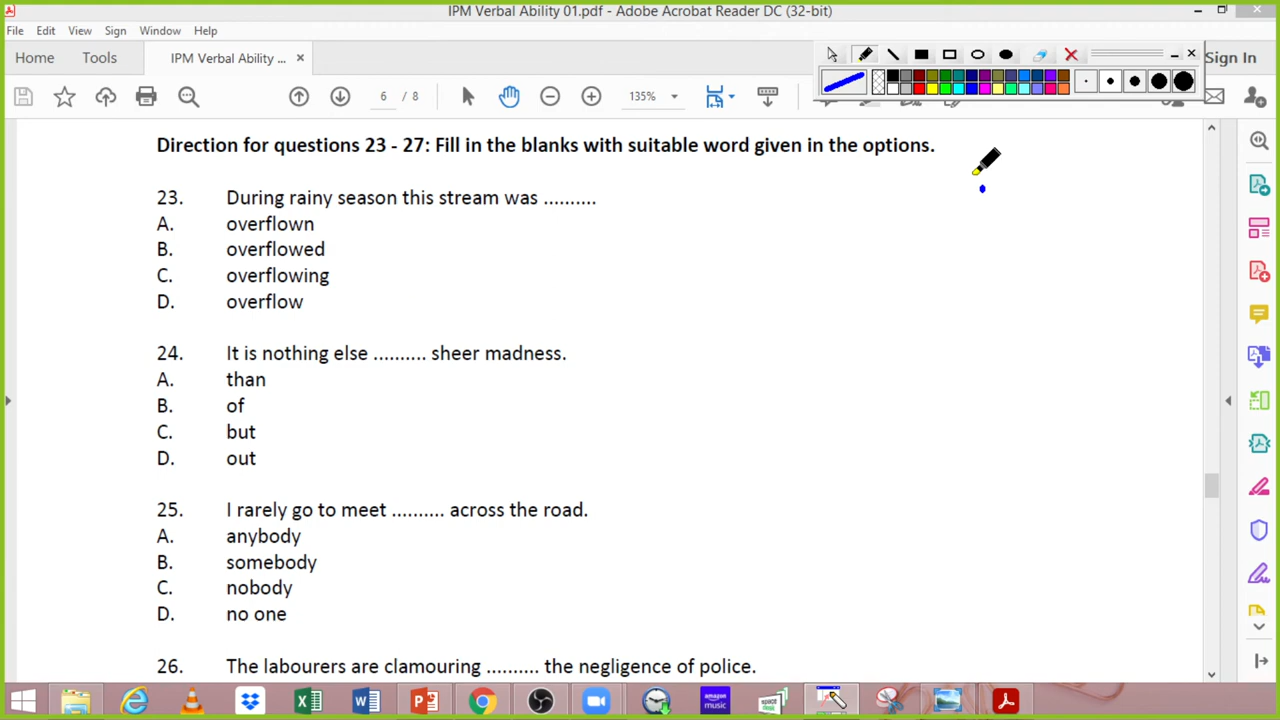 IPM Verbal Ability 01.pdf - Adobe Acrobat Reader DC (32-bit)
File Edit View Sign Window Help
Home Tools IPM Verbal Ability ... × Sign In
6 / 8 135%
Direction for questions 23 - 27: Fill in the blanks with suitable word given in the options.
23. During rainy season this stream was ..........
A. overflown
B. overflowed
C. overflowing
D. overflow
24. It is nothing else .......... sheer madness.
A. than
B. of
C. but
D. out
25. I rarely go to meet .......... across the road.
A. anybody
B. somebody
C. nobody
D. no one
26. The labourers are clamouring .......... the negligence of police.
amazon
music
space
desk